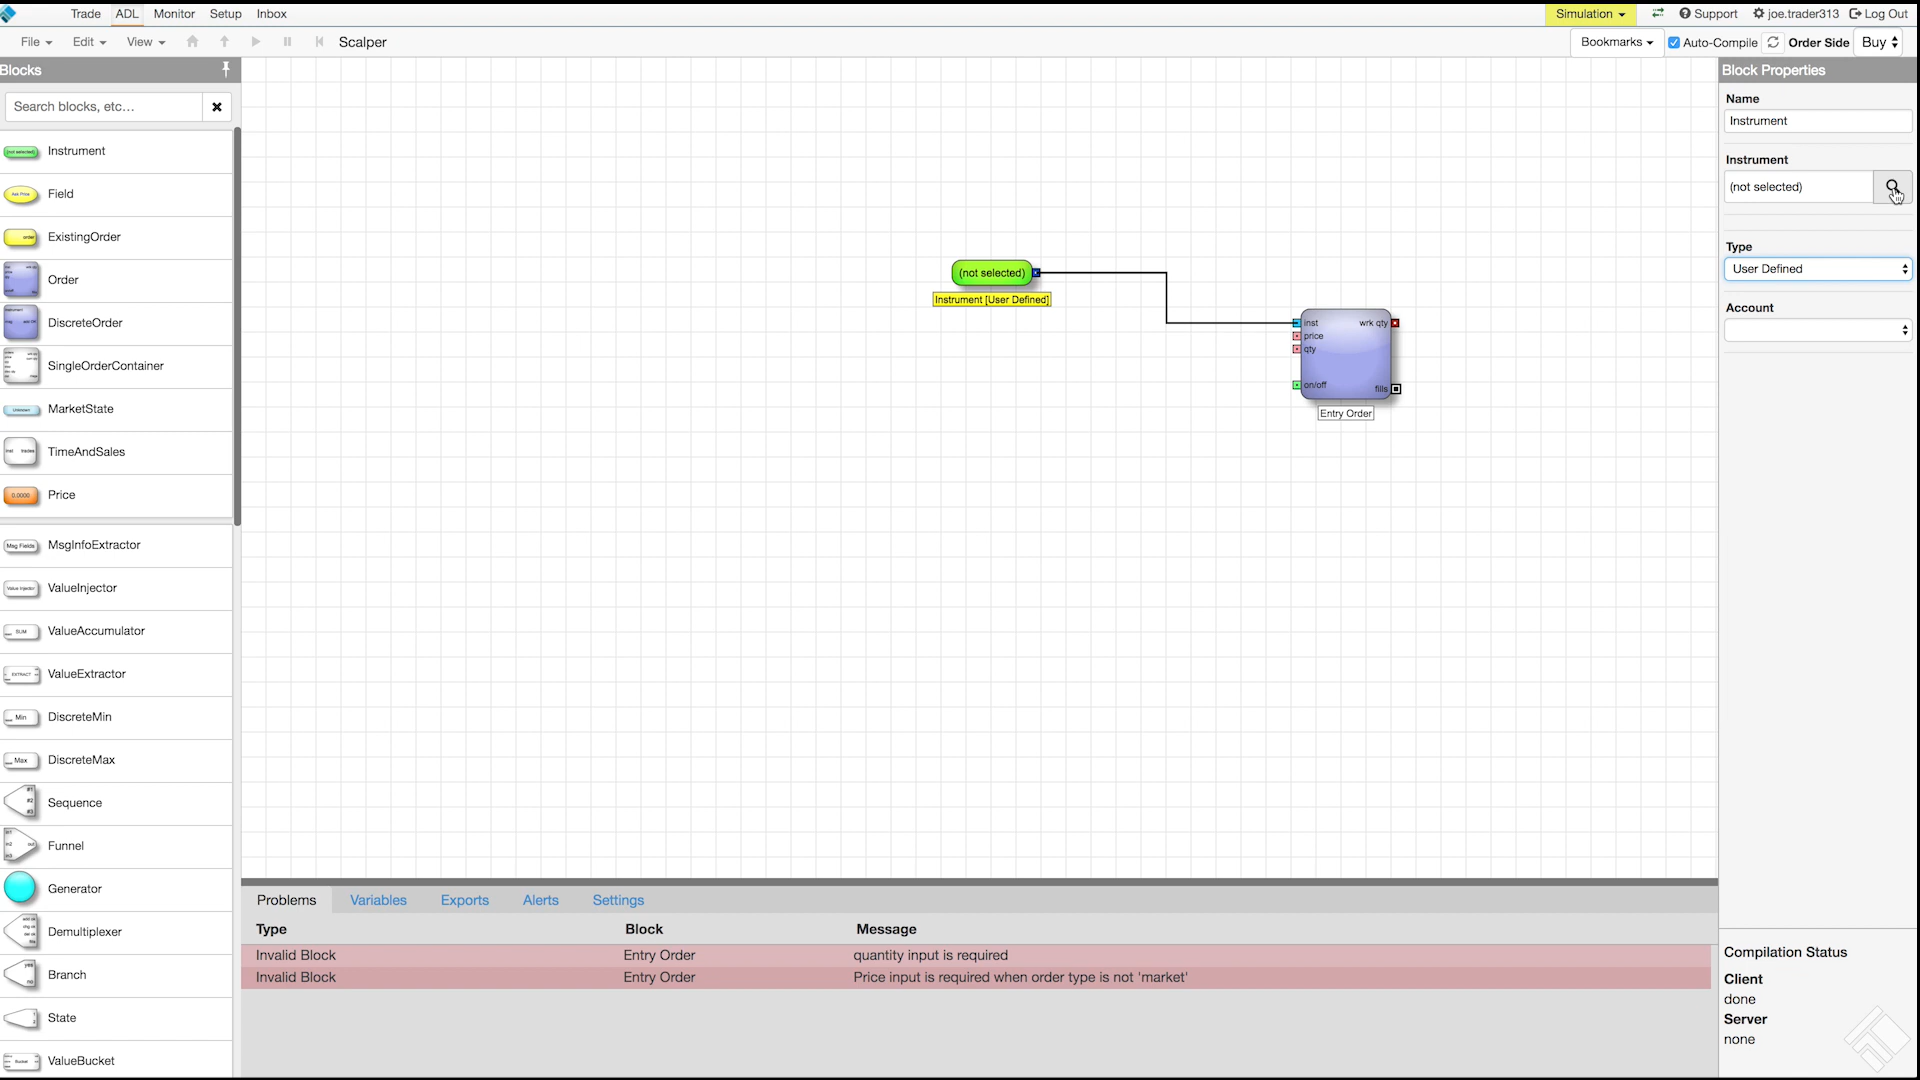 Trade ADL Monitor Setup Inbox Simulation Support joe.trader313 Log Out
File Edit View Scalper Bookmarks Auto-Compile Order Side Buy
Blocks
Search blocks, etc...
Instrument
Field
ExistingOrder
Order
DiscreteOrder
SingleOrderContainer
MarketState
TimeAndSales
Price
MsgInfoExtractor
ValueInjector
ValueAccumulator
ValueExtractor
DiscreteMin
DiscreteMax
Sequence
Funnel
Generator
Demultiplexer
Branch
State
ValueBucket
(not selected)
Instrument [User Defined]
inst wrk qty
price
qty
on/off fills
Entry Order
Problems Variables Exports Alerts Settings
Type Block Message
Invalid Block Entry Order quantity input is required
Invalid Block Entry Order Price input is required when order type is not 'market'
Block Properties
Name
Instrument
Instrument
(not selected)
Type
User Defined
Account
Compilation Status
Client
done
Server
none